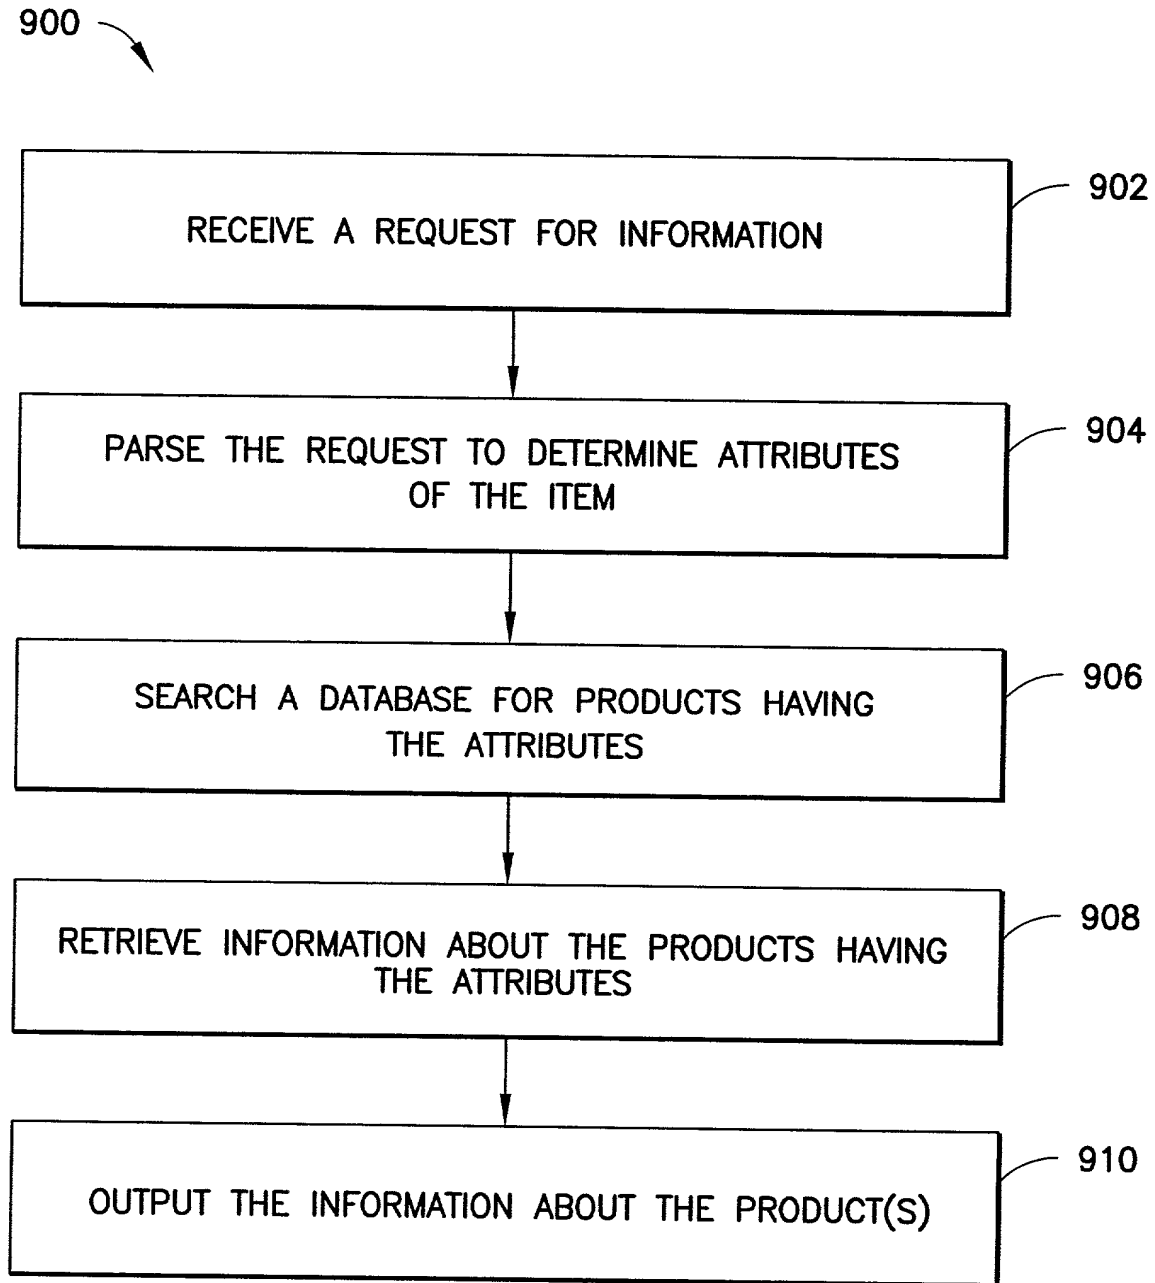 900
RECEIVE A REQUEST FOR INFORMATION
902
PARSE THE REQUEST TO DETERMINE ATTRIBUTES
OF THE ITEM
904
SEARCH A DATABASE FOR PRODUCTS HAVING
THE ATTRIBUTES
906
RETRIEVE INFORMATION ABOUT THE PRODUCTS HAVING
THE ATTRIBUTES
908
OUTPUT THE INFORMATION ABOUT THE PRODUCT(S)
910